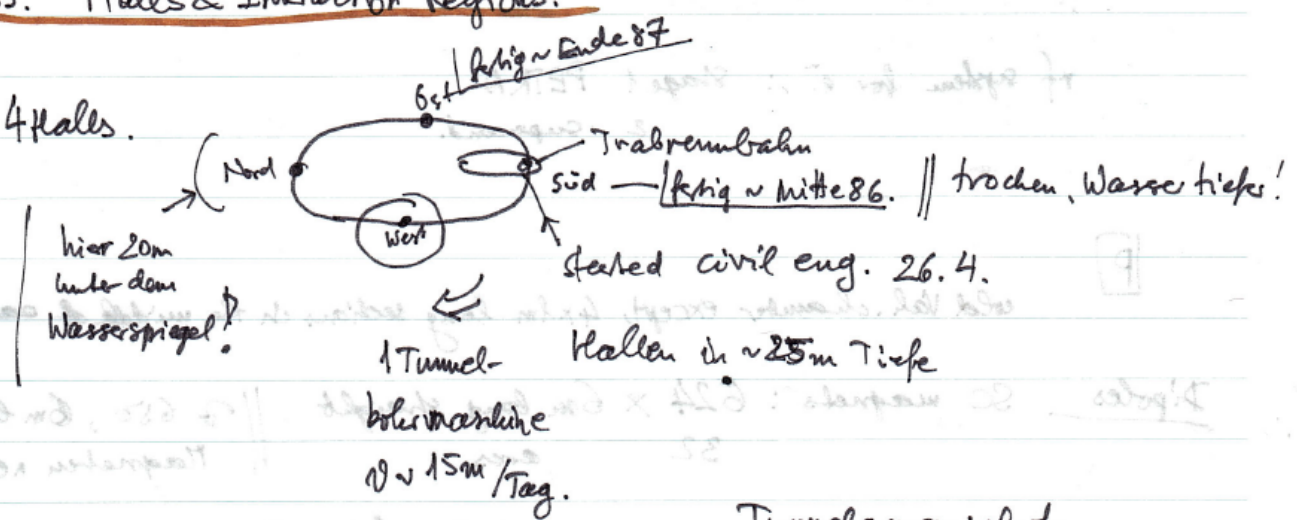 Halls & Interaction Regions.
fertig ~ Ende 87
Ost
4 Halls.
Trabrennbahn
Nord
Süd — fertig ~ Mitte 86. || trocken, Wasser tiefer!
West
hier 20m
unter dem
Wasserspiegel!
started civil eng. 26.4.
1 Tunnel-
bohrmaschine
v ~ 15m/Tag.
Hallen in ~25m Tiefe